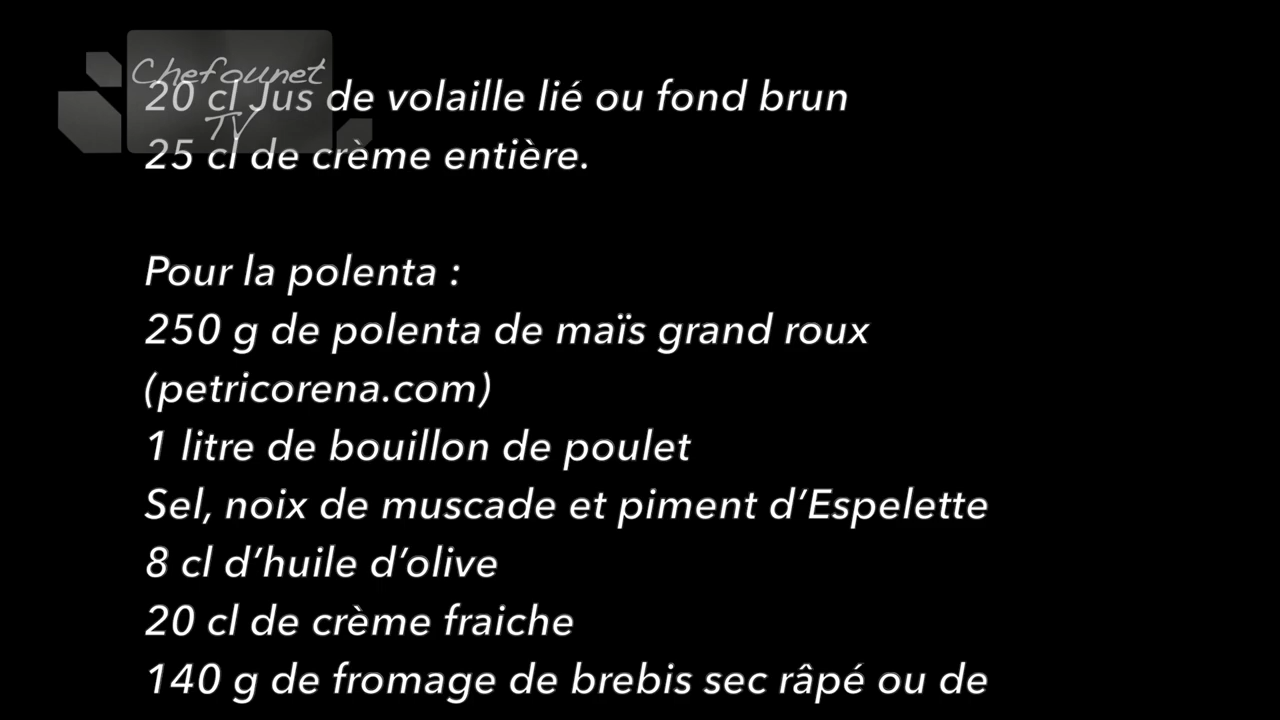 Chefounet
TV
20 cl Jus de volaille lié ou fond brun
25 cl de crème entière.
Pour la polenta :
250 g de polenta de maïs grand roux
(petricorena.com)
1 litre de bouillon de poulet
Sel, noix de muscade et piment d’Espelette
8 cl d’huile d’olive
20 cl de crème fraiche
140 g de fromage de brebis sec râpé ou de